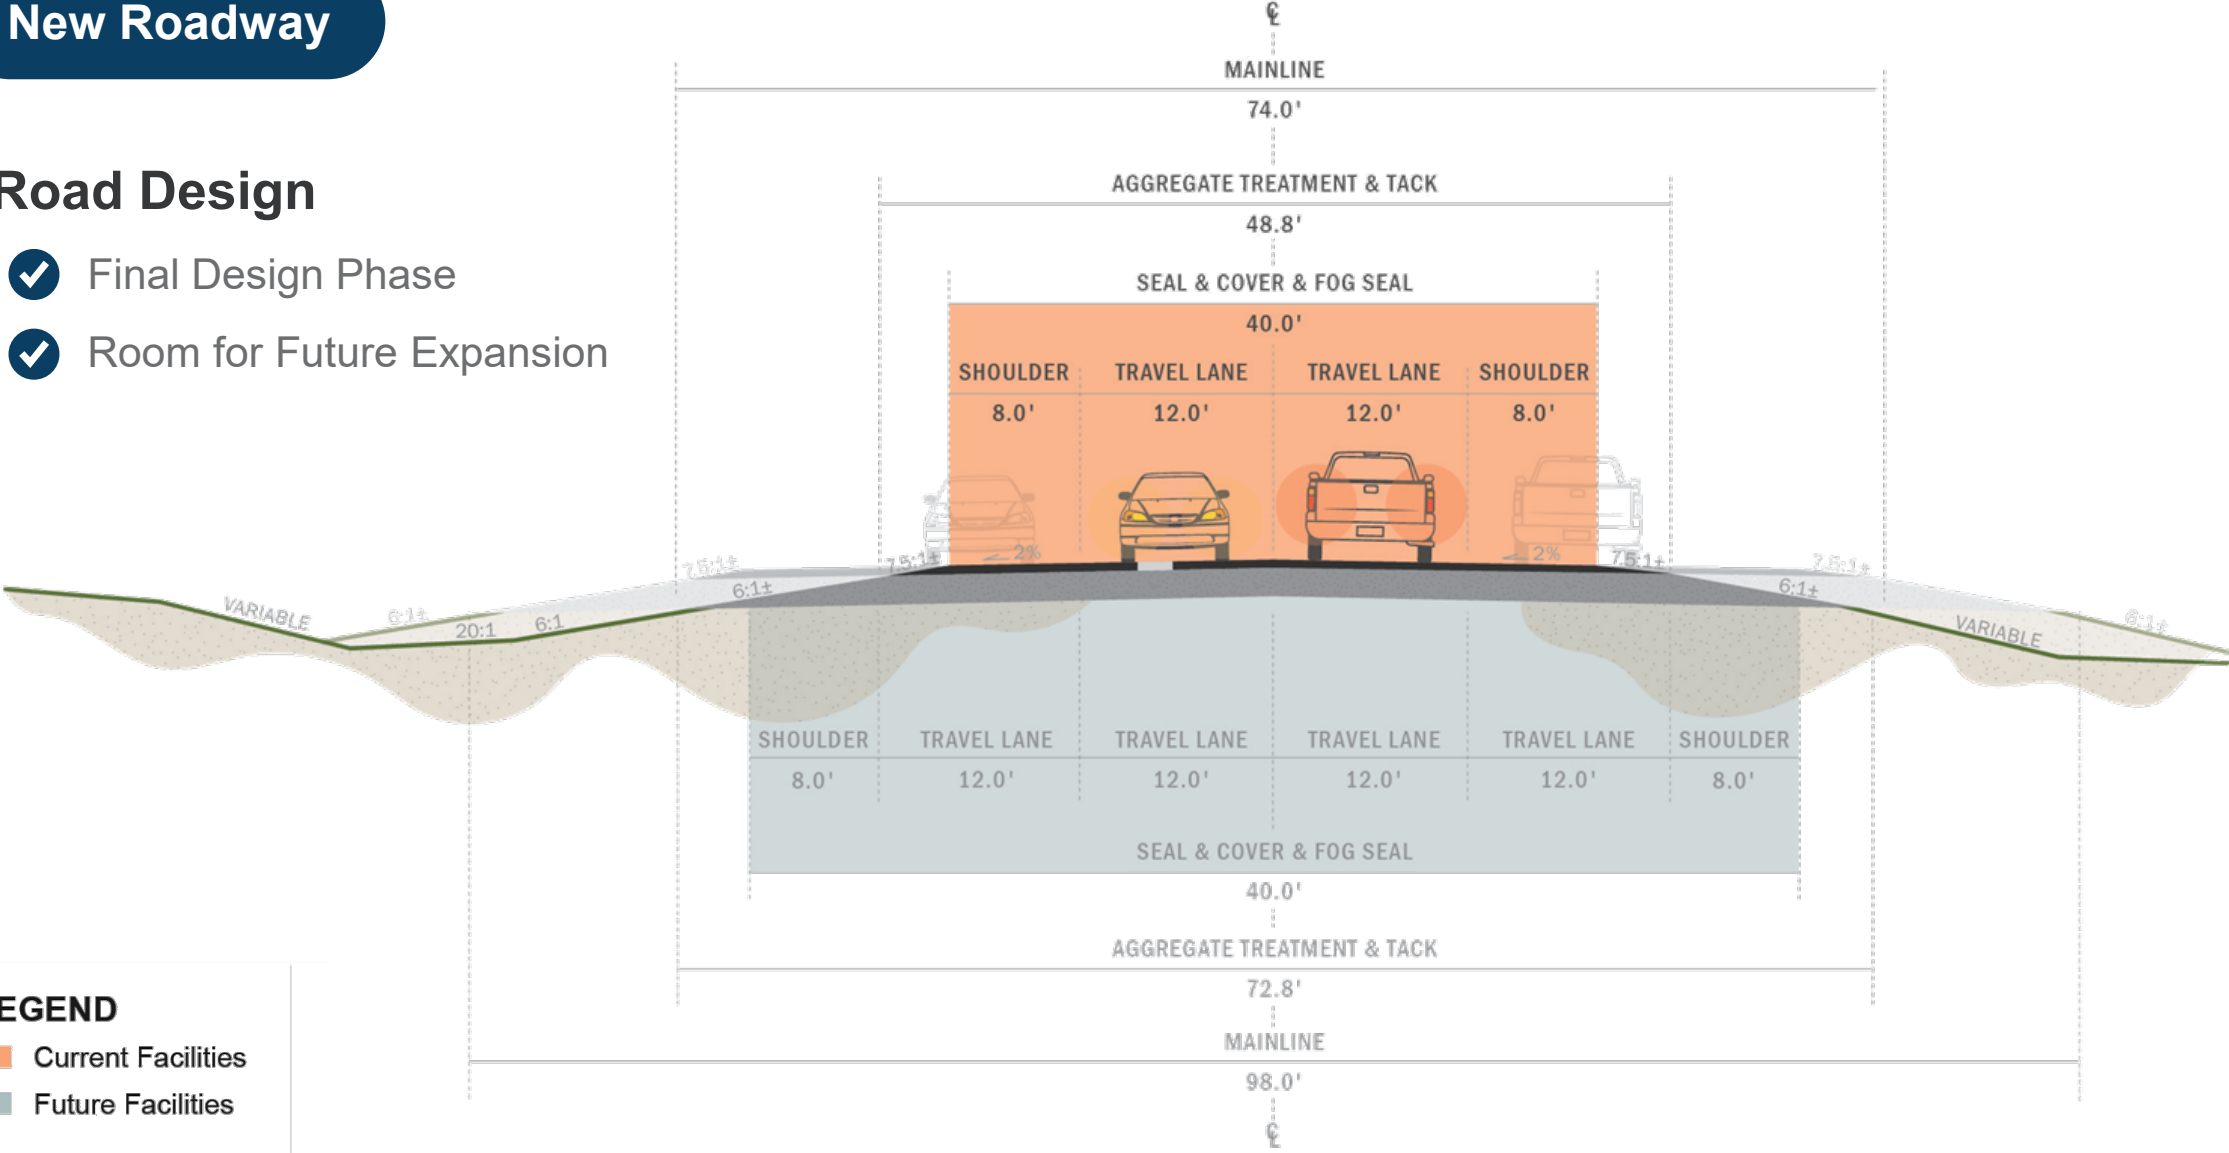 New Roadway
Road Design
Final Design Phase
Room for Future Expansion
℄
MAINLINE
74.0'
AGGREGATE TREATMENT & TACK
48.8'
SEAL & COVER & FOG SEAL
40.0'
SHOULDER TRAVEL LANE TRAVEL LANE SHOULDER
8.0' 12.0' 12.0' 8.0'
2% 2%
7.5:1± 7.5:1± 7.5:1± 7.5:1±
6:1± 6:1±
VARIABLE 6:1± 20:1 6:1 VARIABLE 6:1±
SHOULDER TRAVEL LANE TRAVEL LANE TRAVEL LANE TRAVEL LANE SHOULDER
8.0' 12.0' 12.0' 12.0' 12.0' 8.0'
SEAL & COVER & FOG SEAL
40.0'
AGGREGATE TREATMENT & TACK
72.8'
MAINLINE
98.0'
℄
EGEND
Current Facilities
Future Facilities